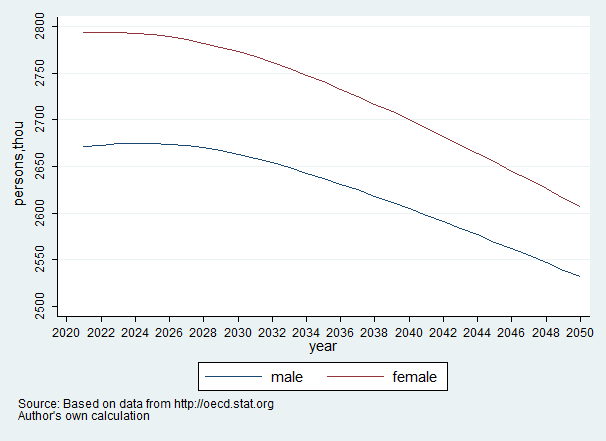 2800
2750
2700
2650
2600
2550
2500
persons,thou
2020 2022 2024 2026 2028 2030 2032 2034 2036 2038 2040 2042 2044 2046 2048 2050
year
male female
Source: Based on data from http://oecd.stat.org
Author's own calculation